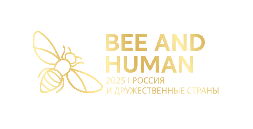 BEE AND
HUMAN
2025 | РОССИЯ
И ДРУЖЕСТВЕННЫЕ СТРАНЫ